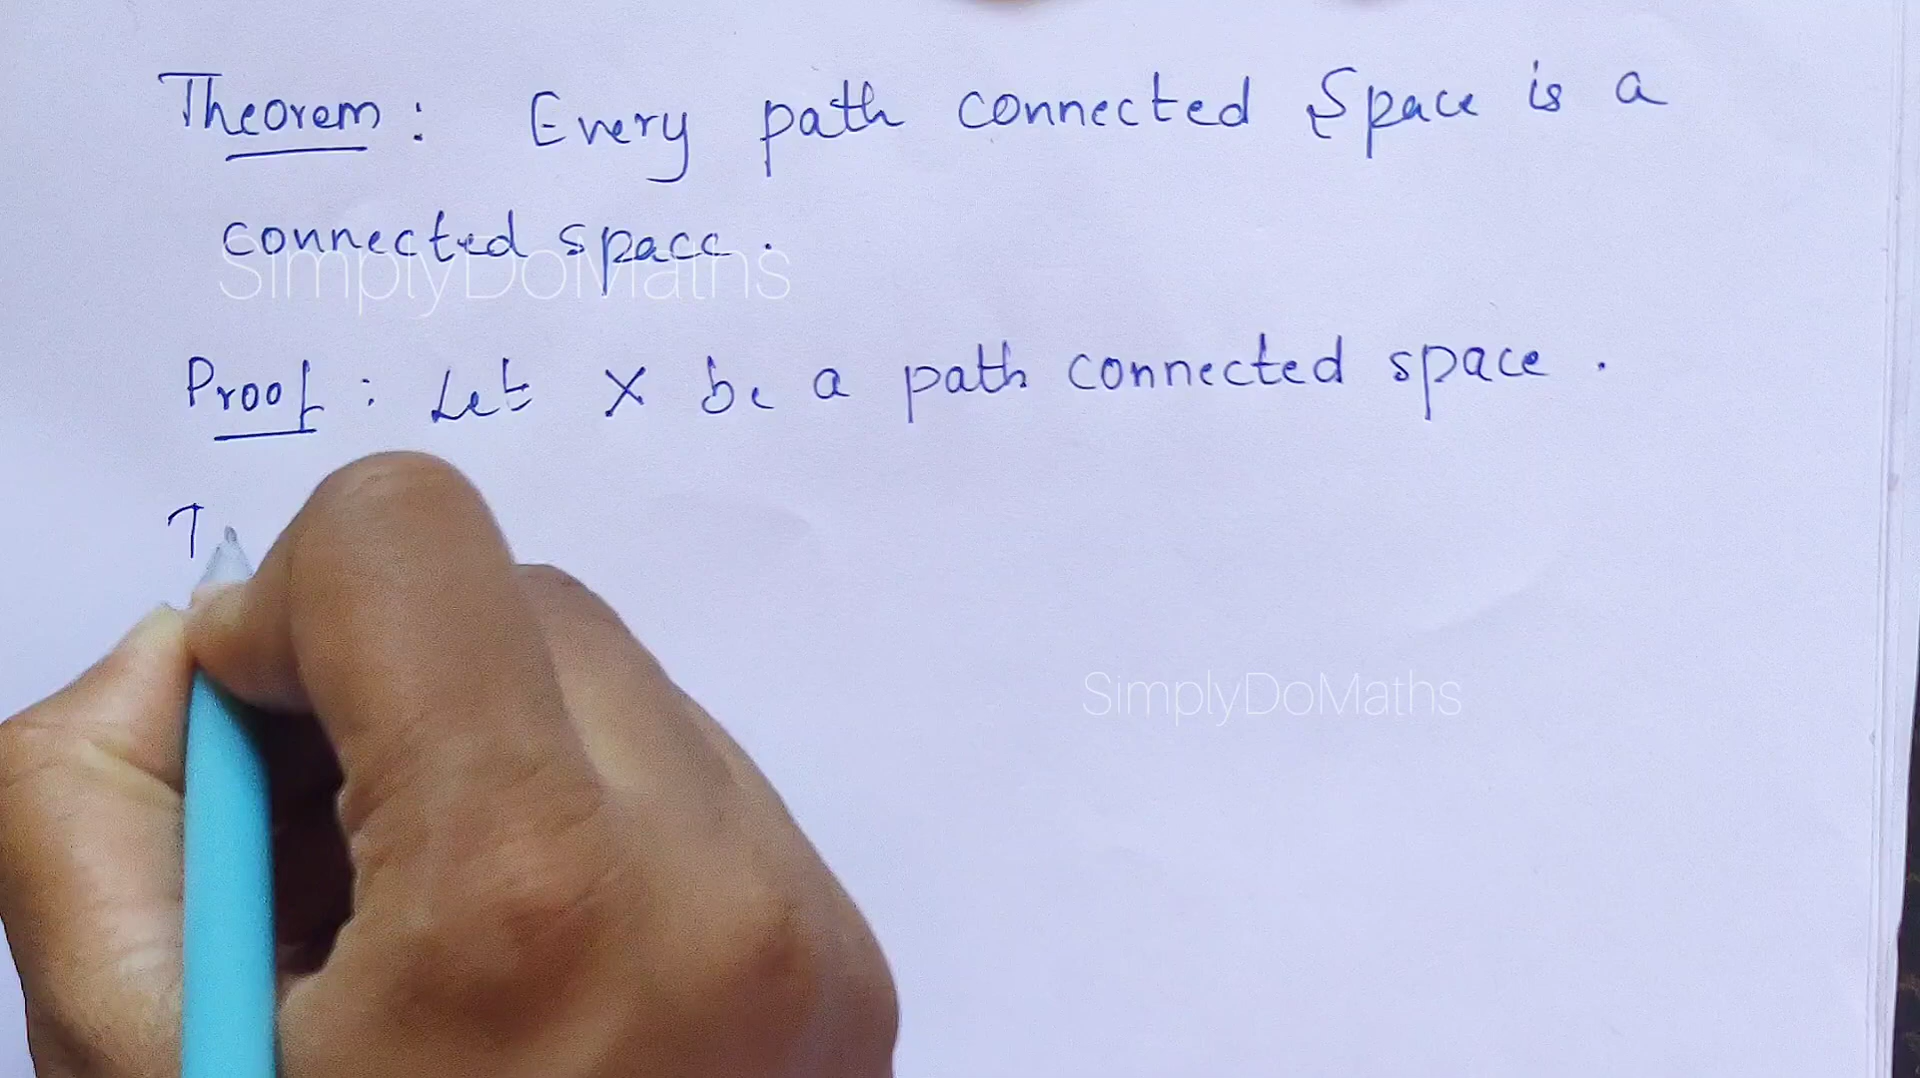 Theorem : Every path connected Space is a
connected space.
SimplyDoMaths
Proof : Let X be a path connected space .
T
SimplyDoMaths